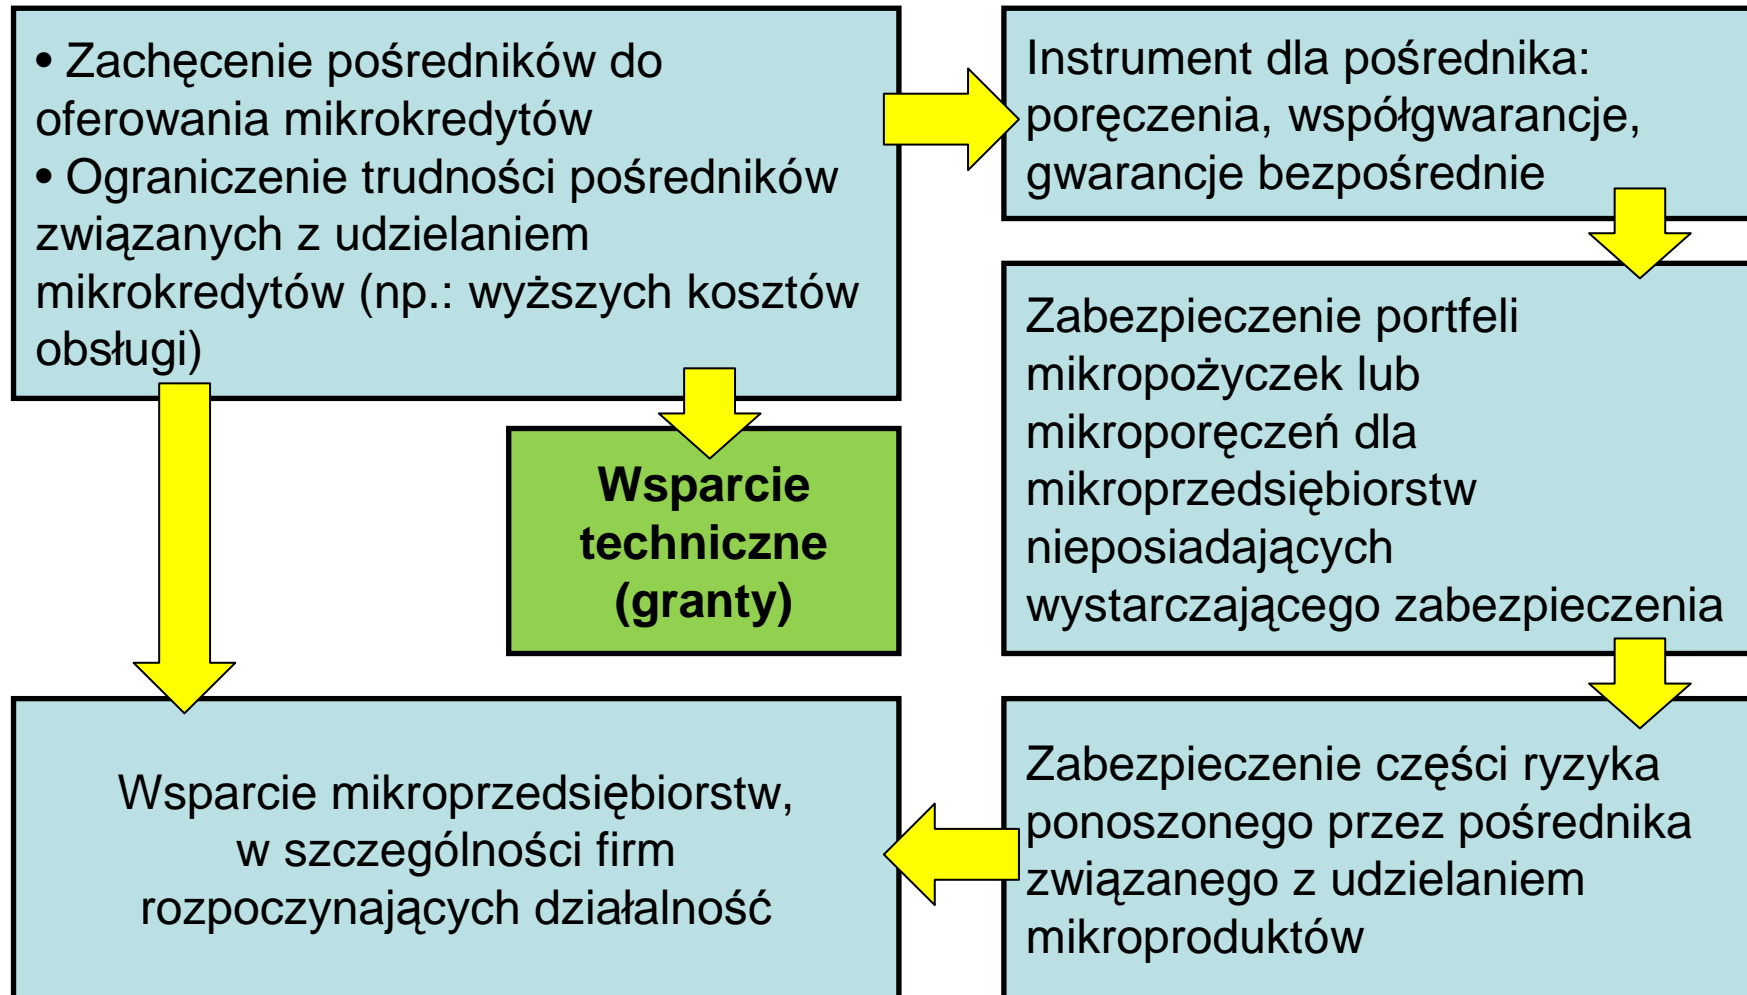 • Zachęcenie pośredników do
oferowania mikrokredytów
• Ograniczenie trudności pośredników
związanych z udzielaniem
mikrokredytów (np.: wyższych kosztów
obsługi)
Instrument dla pośrednika:
poręczenia, współgwarancje,
gwarancje bezpośrednie
Zabezpieczenie portfeli
mikropożyczek lub
mikroporęczeń dla
mikroprzedsiębiorstw
nieposiadających
wystarczającego zabezpieczenia
Wsparcie
techniczne
(granty)
Wsparcie mikroprzedsiębiorstw,
w szczególności firm
rozpoczynających działalność
Zabezpieczenie części ryzyka
ponoszonego przez pośrednika
związanego z udzielaniem
mikroproduktów